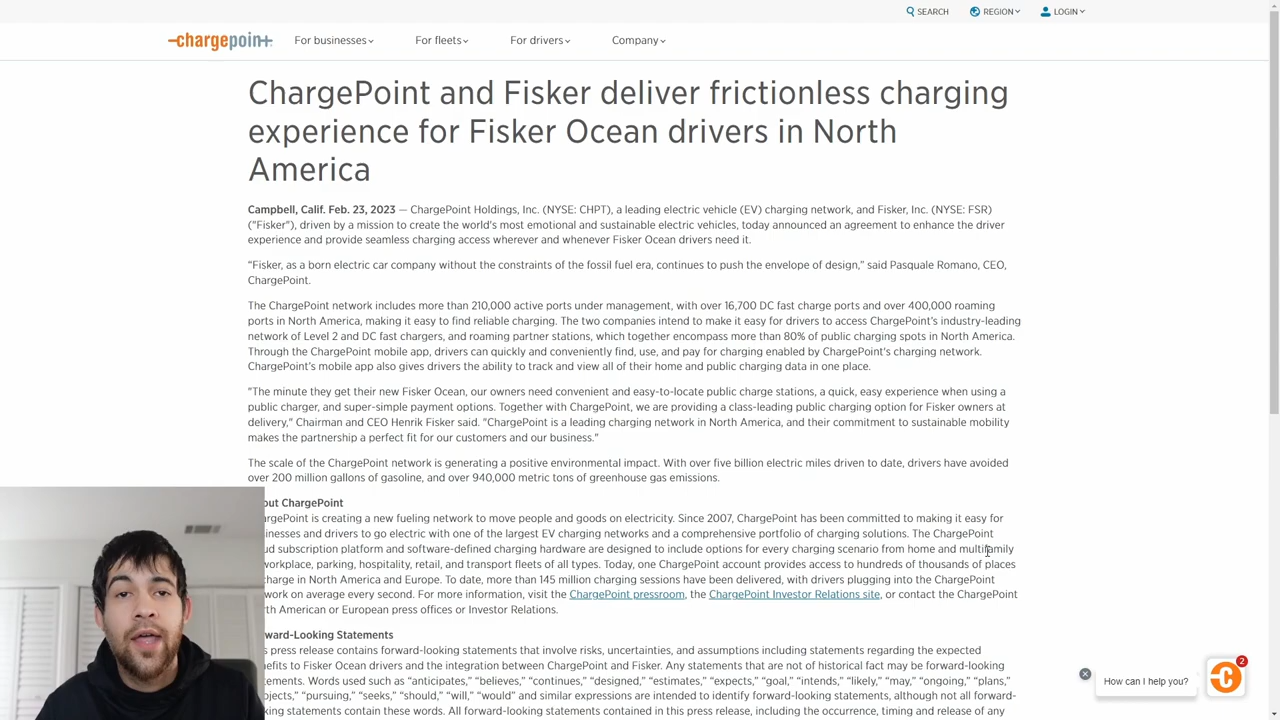 SEARCH REGION LOGIN
chargepoin+
For businesses For fleets For drivers Company
ChargePoint and Fisker deliver frictionless charging
experience for Fisker Ocean drivers in North
America
Campbell, Calif. Feb. 23, 2023 — ChargePoint Holdings, Inc. (NYSE: CHPT), a leading electric vehicle (EV) charging network, and Fisker, Inc. (NYSE: FSR)
("Fisker"), driven by a mission to create the world's most emotional and sustainable electric vehicles, today announced an agreement to enhance the driver
experience and provide seamless charging access wherever and whenever Fisker Ocean drivers need it.
“Fisker, as a born electric car company without the constraints of the fossil fuel era, continues to push the envelope of design,” said Pasquale Romano, CEO,
ChargePoint.
The ChargePoint network includes more than 210,000 active ports under management, with over 16,700 DC fast charge ports and over 400,000 roaming
ports in North America, making it easy to find reliable charging. The two companies intend to make it easy for drivers to access ChargePoint's industry-leading
network of Level 2 and DC fast chargers, and roaming partner stations, which together encompass more than 80% of public charging spots in North America.
Through the ChargePoint mobile app, drivers can quickly and conveniently find, use, and pay for charging enabled by ChargePoint's charging network.
ChargePoint's mobile app also gives drivers the ability to track and view all of their home and public charging data in one place.
"The minute they get their new Fisker Ocean, our owners need convenient and easy-to-locate public charge stations, a quick, easy experience when using a
public charger, and super-simple payment options. Together with ChargePoint, we are providing a class-leading public charging option for Fisker owners at
delivery," Chairman and CEO Henrik Fisker said. "ChargePoint is a leading charging network in North America, and their commitment to sustainable mobility
makes the partnership a perfect fit for our customers and our business."
The scale of the ChargePoint network is generating a positive environmental impact. With over five billion electric miles driven to date, drivers have avoided
over 200 million gallons of gasoline, and over 940,000 metric tons of greenhouse gas emissions.
out ChargePoint
rgePoint is creating a new fueling network to move people and goods on electricity. Since 2007, ChargePoint has been committed to making it easy for
inesses and drivers to go electric with one of the largest EV charging networks and a comprehensive portfolio of charging solutions. The ChargePoint
ud subscription platform and software-defined charging hardware are designed to include options for every charging scenario from home and multifamily
workplace, parking, hospitality, retail, and transport fleets of all types. Today, one ChargePoint account provides access to hundreds of thousands of places
charge in North America and Europe. To date, more than 145 million charging sessions have been delivered, with drivers plugging into the ChargePoint
work on average every second. For more information, visit the ChargePoint pressroom, the ChargePoint Investor Relations site, or contact the ChargePoint
th American or European press offices or Investor Relations.
ward-Looking Statements
press release contains forward-looking statements that involve risks, uncertainties, and assumptions including statements regarding the expected
nefits to Fisker Ocean drivers and the integration between ChargePoint and Fisker. Any statements that are not of historical fact may be forward-looking
tements. Words used such as “anticipates,” “believes,” “continues,” “designed,” “estimates,” “expects,” “goal,” “intends,” “likely,” “may,” “ongoing,” “plans,”
ojects,” “pursuing,” “seeks,” “should,” “will,” “would” and similar expressions are intended to identify forward-looking statements, although not all forward-
king statements contain these words. All forward-looking statements contained in this press release, including the occurrence, timing and release of any
How can I help you?
2